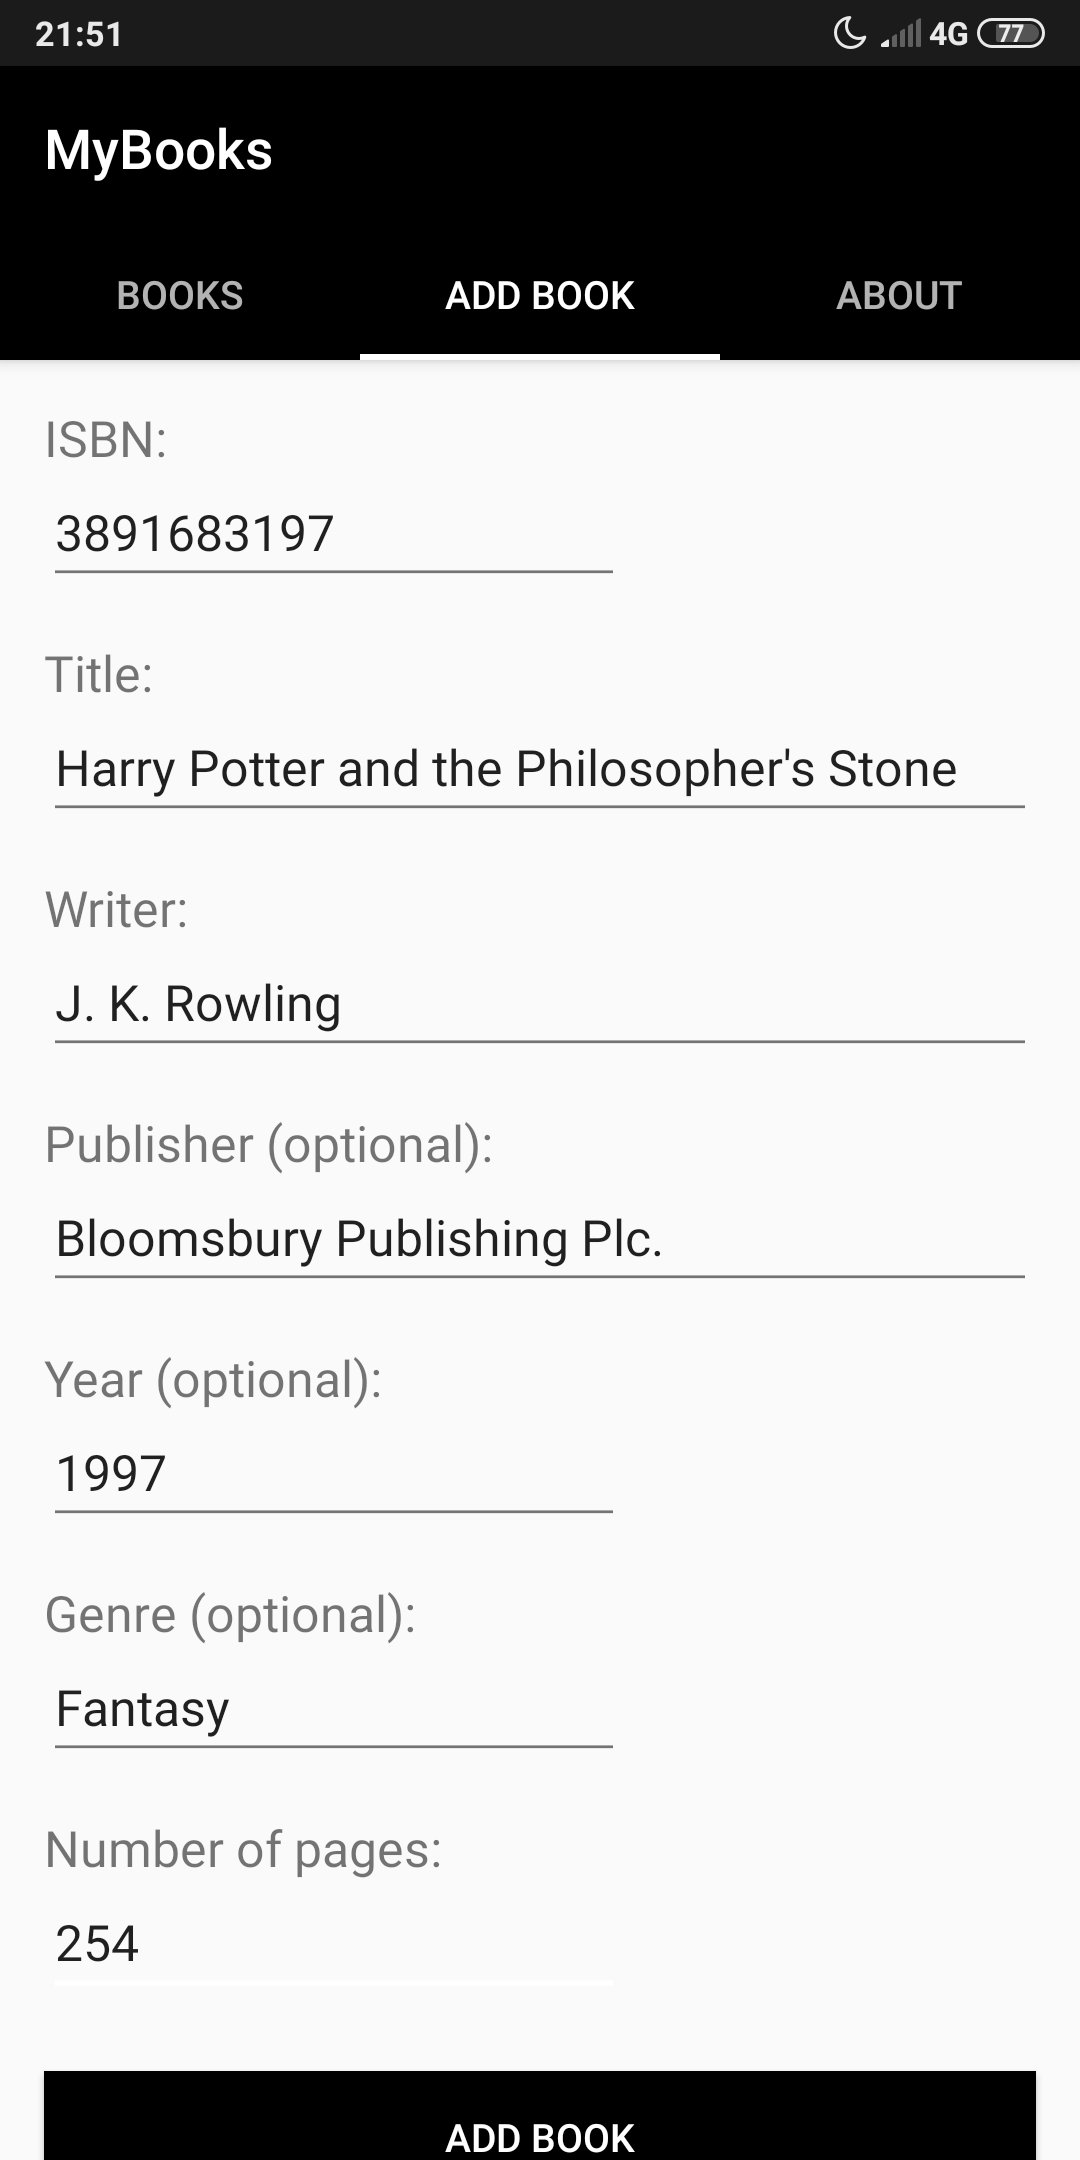 21:51 4G 77
MyBooks
BOOKS ADD BOOK ABOUT
ISBN:
3891683197
Title:
Harry Potter and the Philosopher's Stone
Writer:
J. K. Rowling
Publisher (optional):
Bloomsbury Publishing Plc.
Year (optional):
1997
Genre (optional):
Fantasy
Number of pages:
254
ADD BOOK